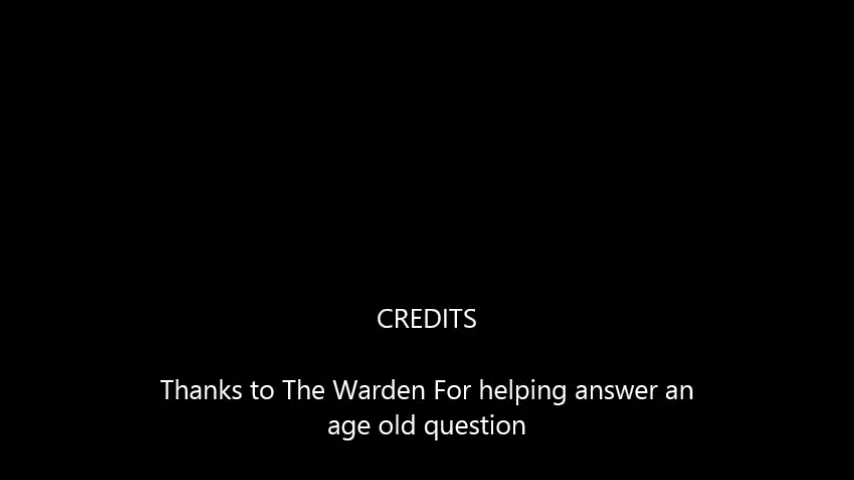 CREDITS
Thanks to The Warden For helping answer an
age old question